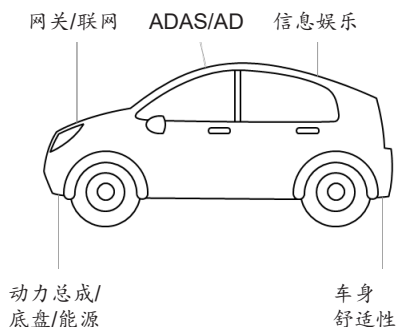 网关/联网
ADAS/AD
信息娱乐
动力总成/
底盘/能源
车身
舒适性